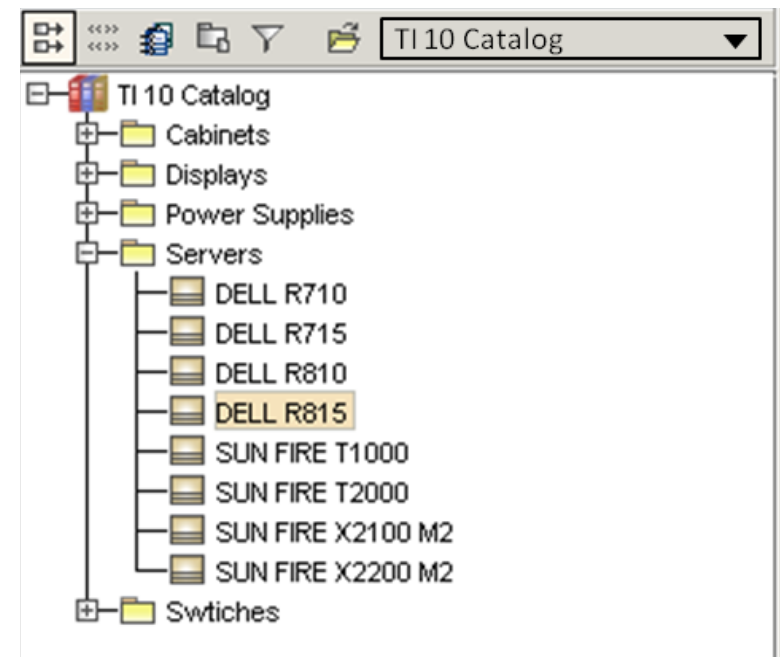 TI 10 Catalog
TI 10 Catalog
Cabinets
Displays
Power Supplies
Servers
DELL R710
DELL R715
DELL R810
DELL R815
SUN FIRE T1000
SUN FIRE T2000
SUN FIRE X2100 M2
SUN FIRE X2200 M2
Swtiches